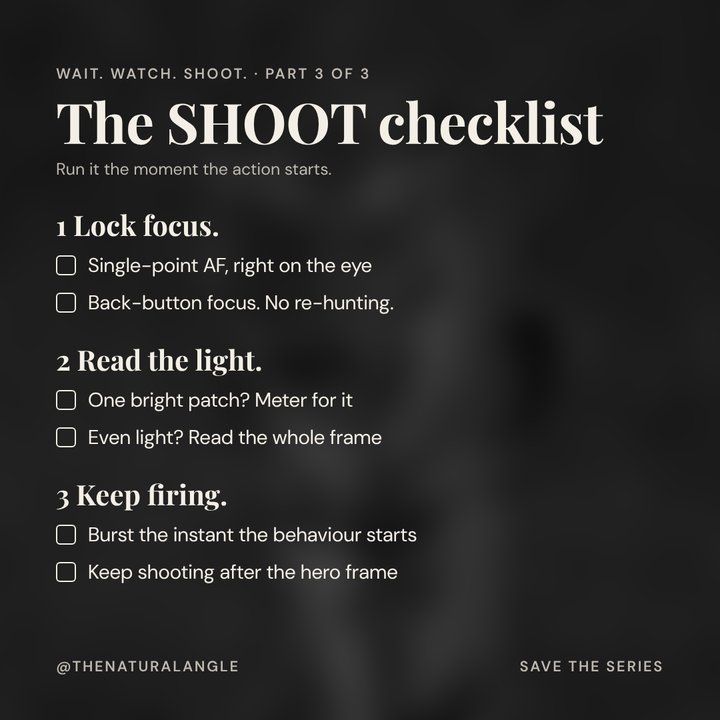 WAIT. WATCH. SHOOT. · PART 3 OF 3
The SHOOT checklist
Run it the moment the action starts.
1 Lock focus.
Single-point AF, right on the eye
Back-button focus. No re-hunting.
2 Read the light.
One bright patch? Meter for it
Even light? Read the whole frame
3 Keep firing.
Burst the instant the behaviour starts
Keep shooting after the hero frame
@THENATURALANGLE
SAVE THE SERIES